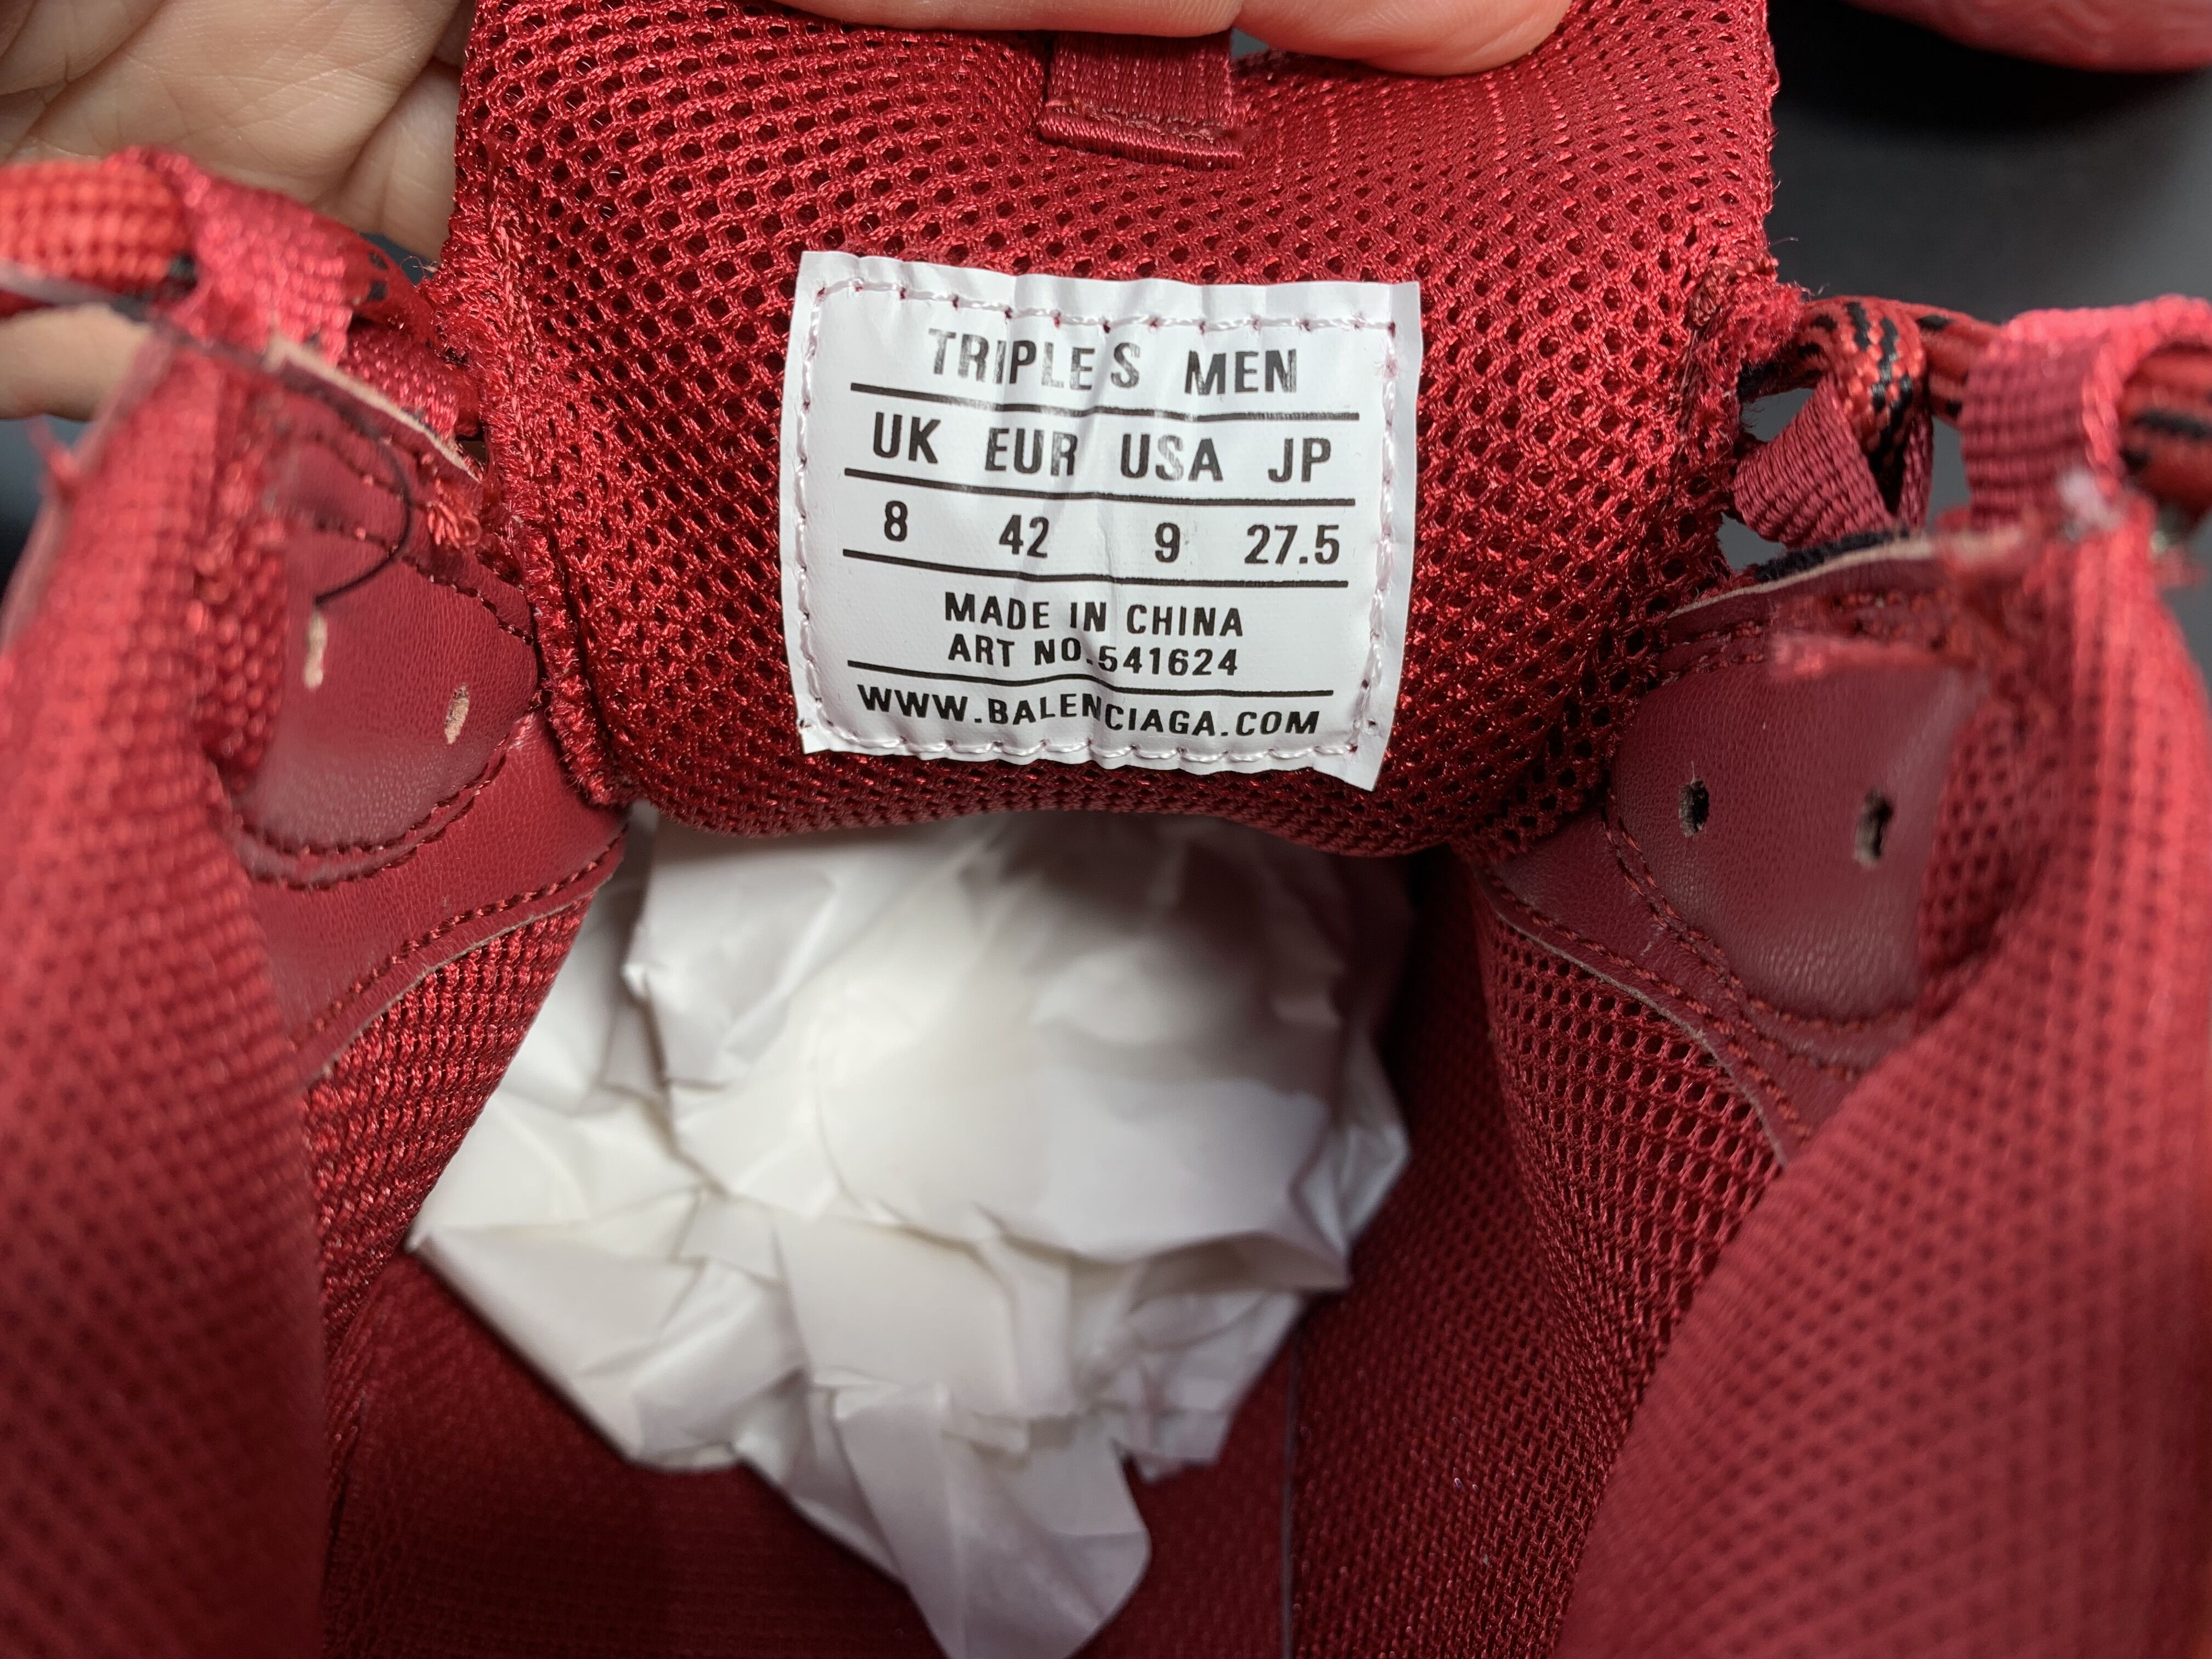 TRIPLE S MEN
UK EUR USA JP
8 42 9 27.5
MADE IN CHINA
ART NO.541624
WWW.BALENCIAGA.COM